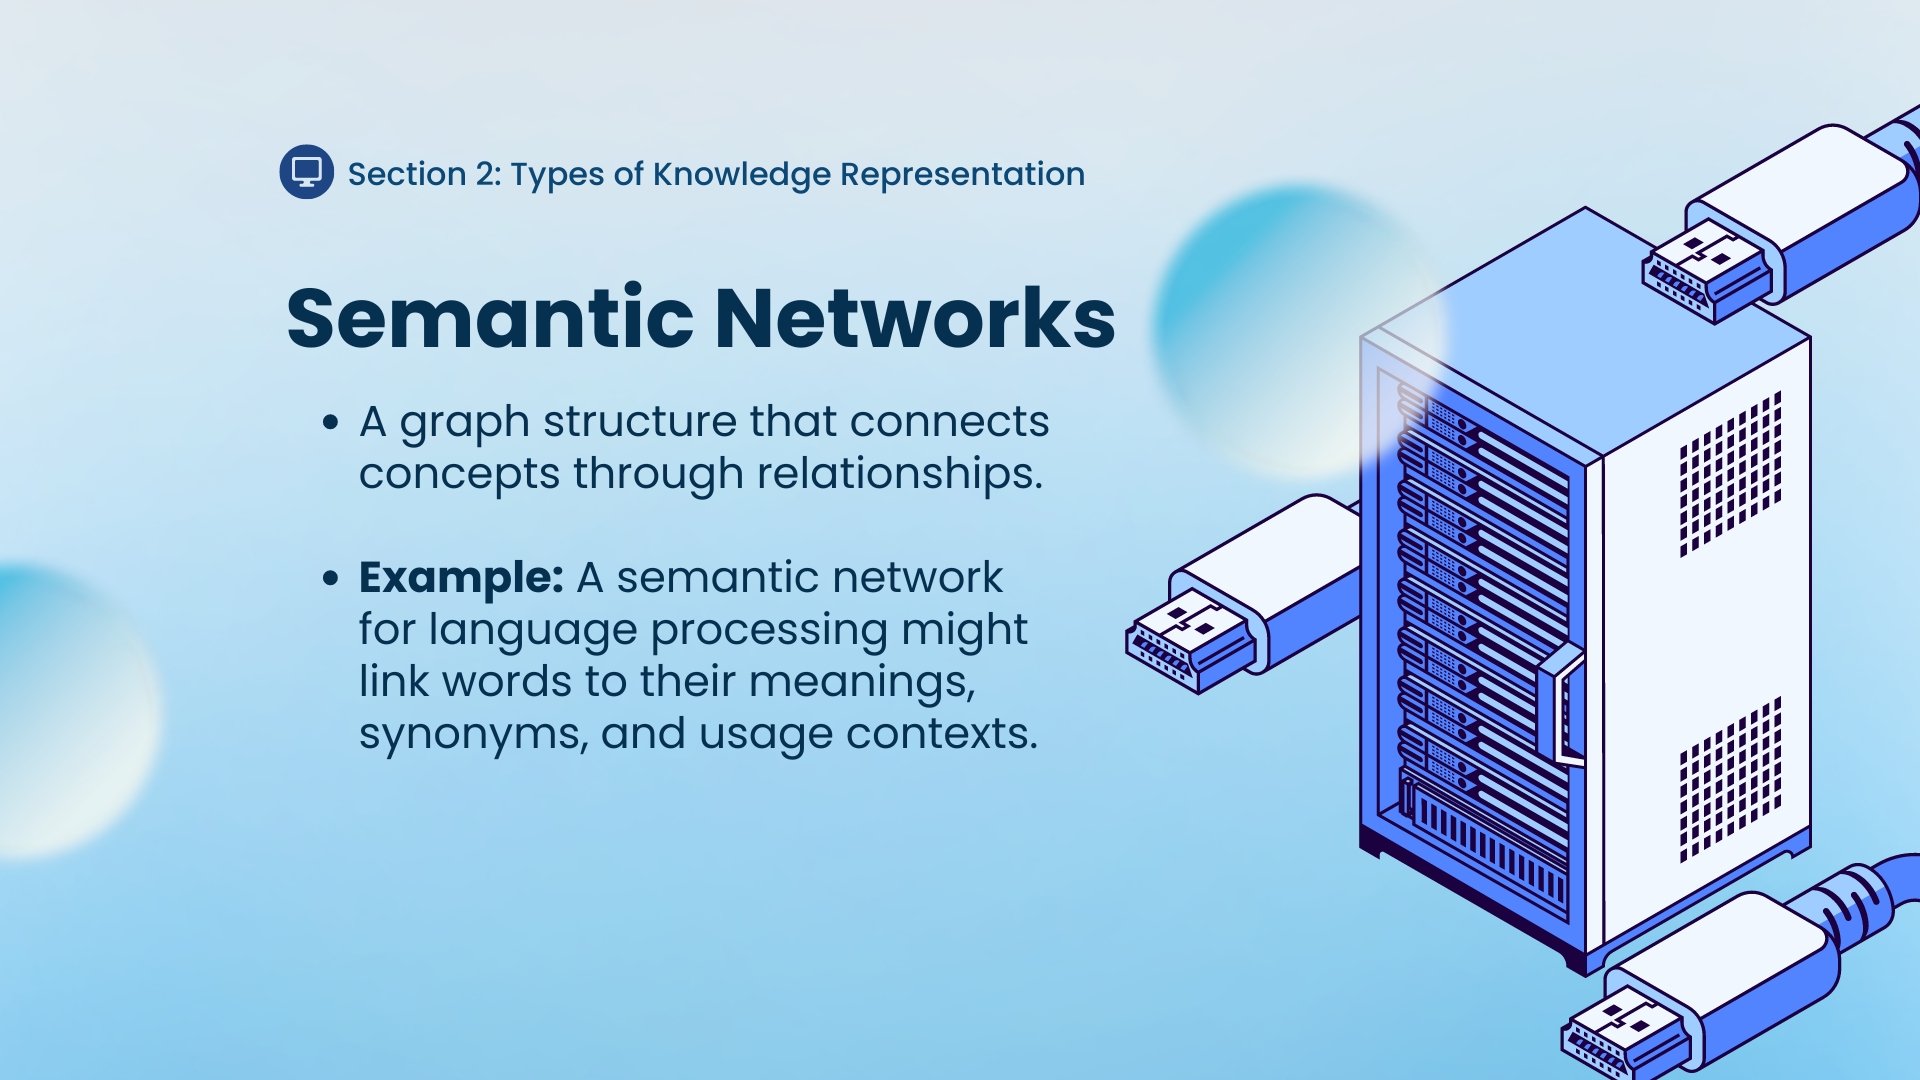 Section 2: Types of Knowledge Representation
Semantic Networks
• A graph structure that connects
concepts through relationships.
• Example: A semantic network
for language processing might
link words to their meanings,
synonyms, and usage contexts.